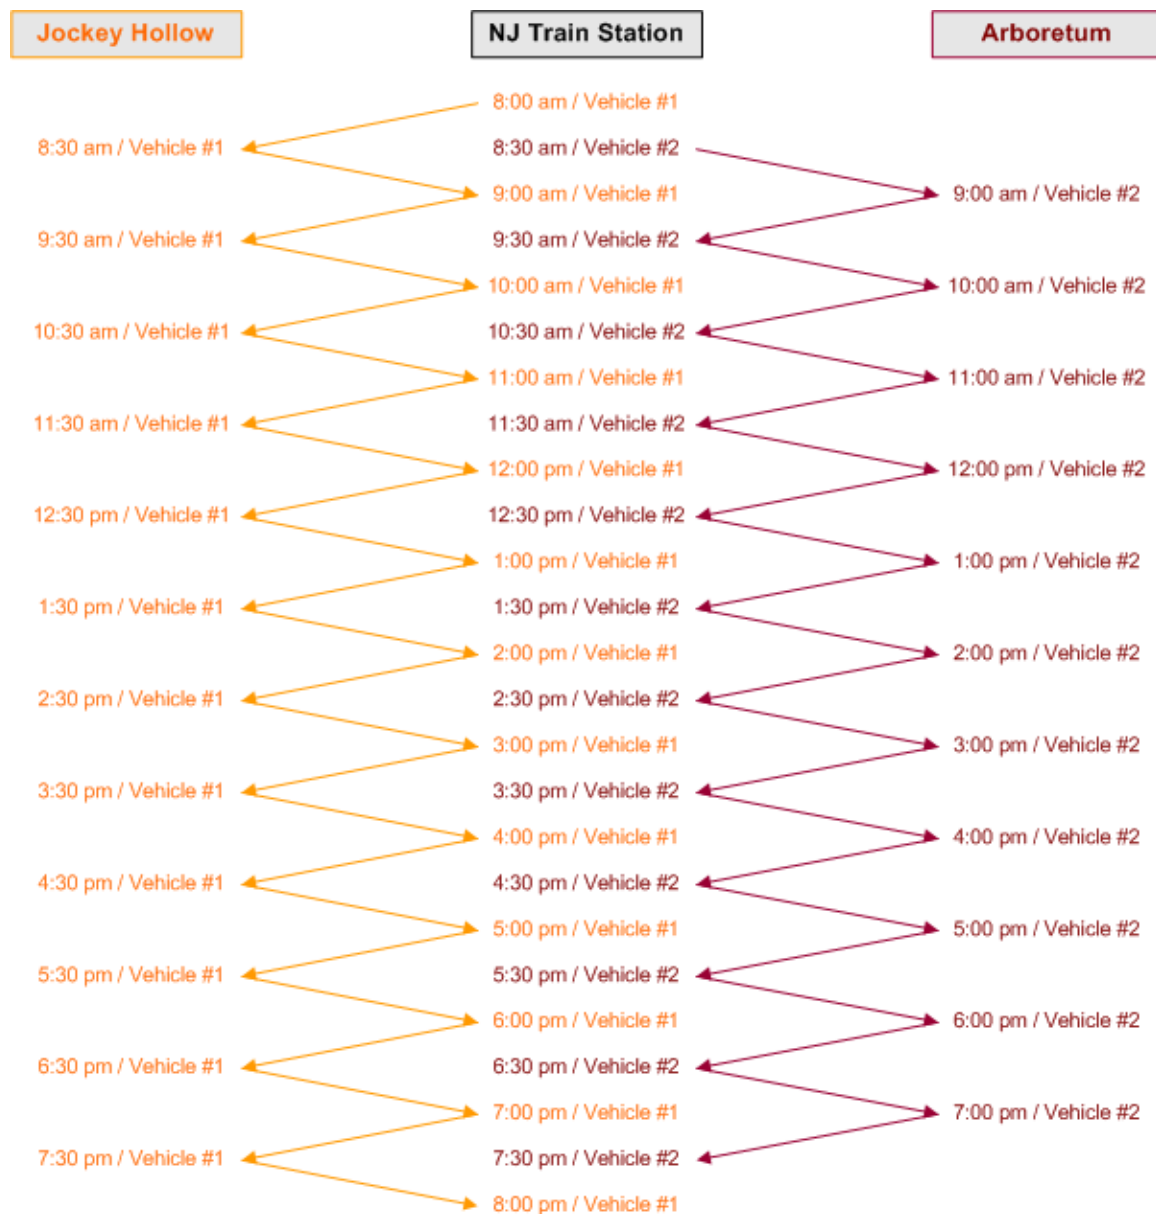 Jockey Hollow NJ Train Station Arboretum
8:00 am / Vehicle #1
8:30 am / Vehicle #1 8:30 am / Vehicle #2
9:00 am / Vehicle #1 9:00 am / Vehicle #2
9:30 am / Vehicle #1 9:30 am / Vehicle #2
10:00 am / Vehicle #1 10:00 am / Vehicle #2
10:30 am / Vehicle #1 10:30 am / Vehicle #2
11:00 am / Vehicle #1 11:00 am / Vehicle #2
11:30 am / Vehicle #1 11:30 am / Vehicle #2
12:00 pm / Vehicle #1 12:00 pm / Vehicle #2
12:30 pm / Vehicle #1 12:30 pm / Vehicle #2
1:00 pm / Vehicle #1 1:00 pm / Vehicle #2
1:30 pm / Vehicle #1 1:30 pm / Vehicle #2
2:00 pm / Vehicle #1 2:00 pm / Vehicle #2
2:30 pm / Vehicle #1 2:30 pm / Vehicle #2
3:00 pm / Vehicle #1 3:00 pm / Vehicle #2
3:30 pm / Vehicle #1 3:30 pm / Vehicle #2
4:00 pm / Vehicle #1 4:00 pm / Vehicle #2
4:30 pm / Vehicle #1 4:30 pm / Vehicle #2
5:00 pm / Vehicle #1 5:00 pm / Vehicle #2
5:30 pm / Vehicle #1 5:30 pm / Vehicle #2
6:00 pm / Vehicle #1 6:00 pm / Vehicle #2
6:30 pm / Vehicle #1 6:30 pm / Vehicle #2
7:00 pm / Vehicle #1 7:00 pm / Vehicle #2
7:30 pm / Vehicle #1 7:30 pm / Vehicle #2
8:00 pm / Vehicle #1